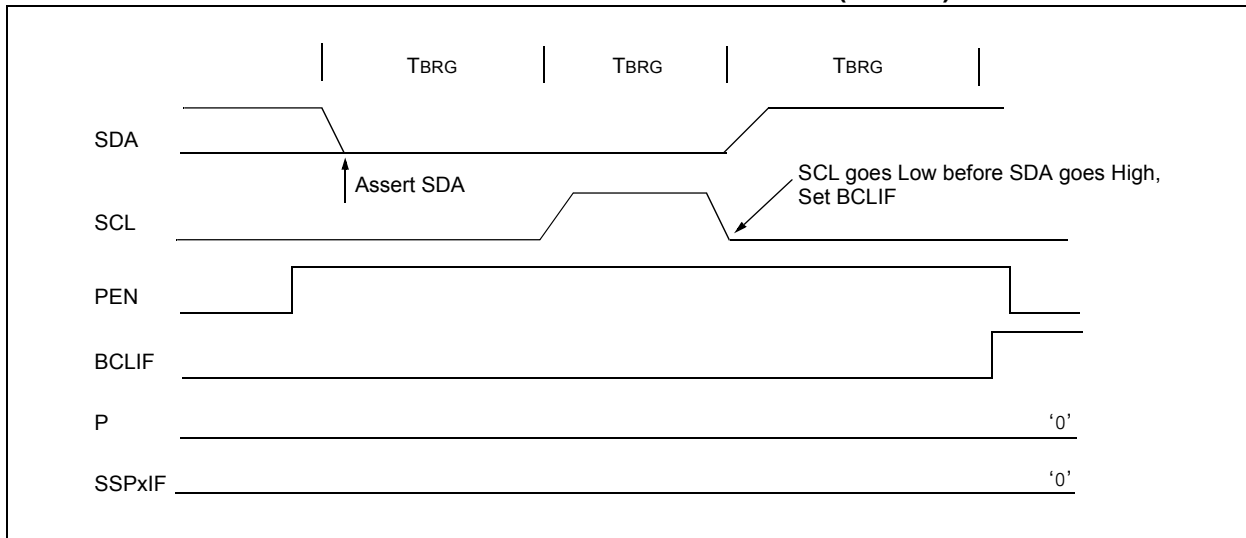 TBRG TBRG TBRG
SDA
Assert SDA
SCL goes Low before SDA goes High,
Set BCLIF
SCL
PEN
BCLIF
P ‘0’
SSPxIF ‘0’